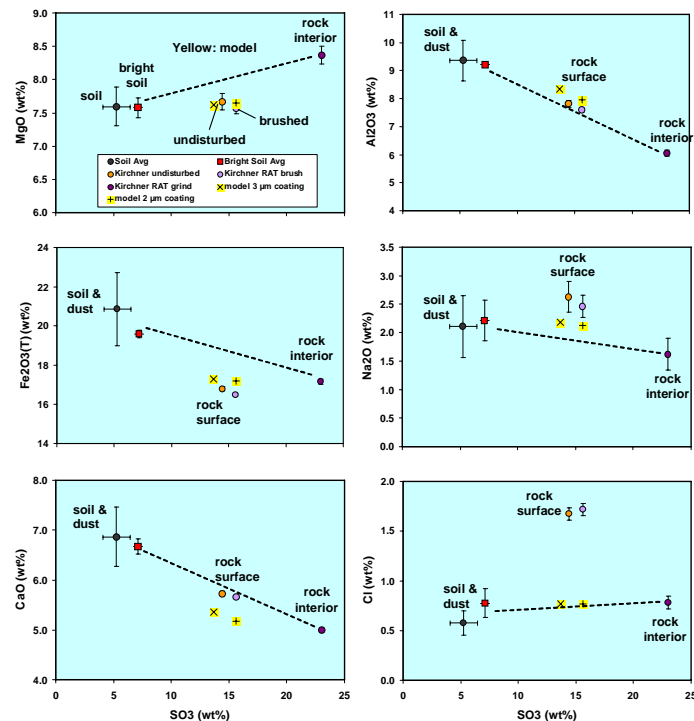 9.0
8.5
8.0
7.5
7.0
6.5
6.0
MgO (wt%)
rock
interior
Yellow: model
bright
soil
soil
undisturbed
brushed
Soil Avg
Bright Soil Avg
Kirchner undisturbed
Kirchner RAT brush
Kirchner RAT grind
model 3 µm coating
model 2 µm coating
11
10
9
8
7
6
5
4
Al2O3 (wt%)
soil
& dust
rock
surface
rock
interior
24
22
20
18
16
14
Fe2O3(T) (wt%)
soil &
dust
rock
surface
rock
interior
3.5
3.0
2.5
2.0
1.5
1.0
0.5
0.0
Na2O (wt%)
soil &
dust
rock
surface
rock
interior
8.0
7.0
6.0
5.0
4.0
CaO (wt%)
soil &
dust
rock
surface
rock
interior
0 5 10 15 20 25
SO3 (wt%)
2.0
1.5
1.0
0.5
0.0
Cl (wt%)
rock
surface
soil &
dust
rock
interior
0 5 10 15 20 25
SO3 (wt%)